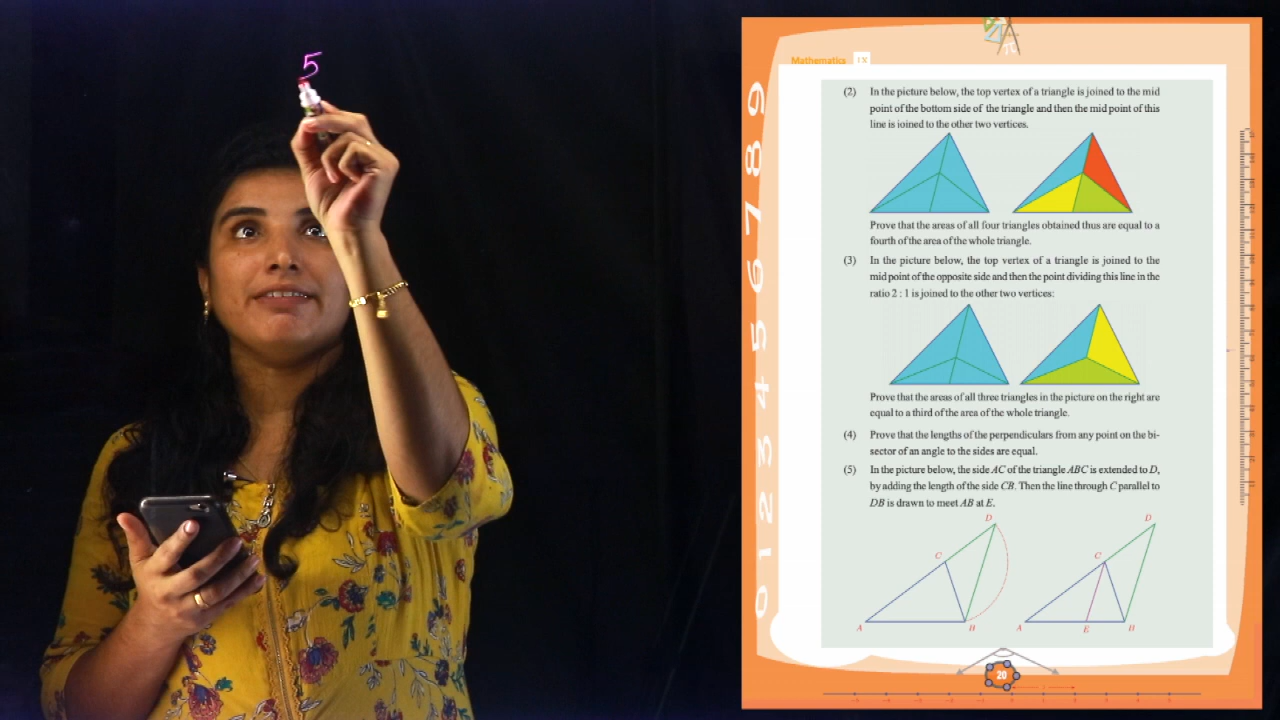 5
Mathematics IX
(2) In the picture below, the top vertex of a triangle is joined to the mid
point of the bottom side of the triangle and then the mid point of this
line is joined to the other two vertices.
Prove that the areas of all four triangles obtained thus are equal to a
fourth of the area of the whole triangle.
(3) In the picture below, the top vertex of a triangle is joined to the
mid point of the opposite side and then the point dividing this line in the
ratio 2 : 1 is joined to the other two vertices:
Prove that the areas of all three triangles in the picture on the right are
equal to a third of the area of the whole triangle.
(4) Prove that the lengths of the perpendiculars from any point on the bi-
sector of an angle to the sides are equal.
(5) In the picture below, the side AC of the triangle ABC is extended to D,
by adding the length of the side CB. Then the line through C parallel to
DB is drawn to meet AB at E.
D D
C C
A B A E B
20
0 1 2 3 4 5 6 7 8 9
π